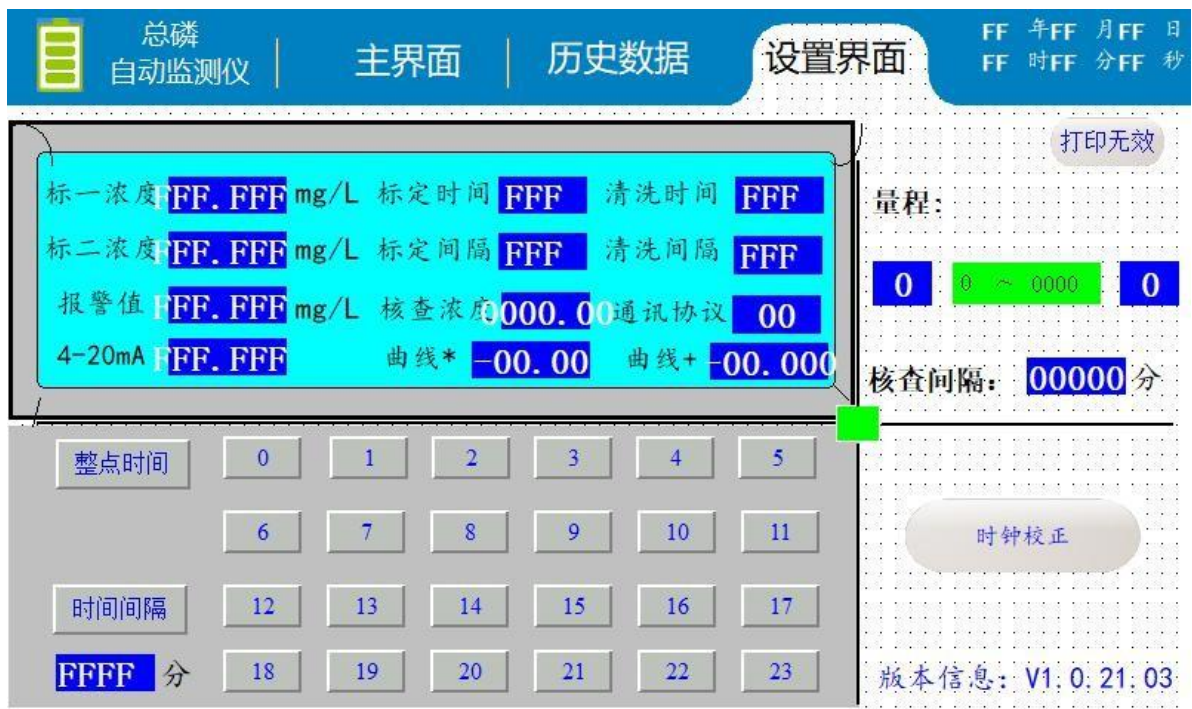 总磷
自动监测仪
主界面
历史数据
设置界面
FF 年FF 月FF 日
FF 时FF 分FF 秒
打印无效
标一浓度 FFF.FFF mg/L 标定时间 FFF 清洗时间 FFF
标二浓度 FFF.FFF mg/L 标定间隔 FFF 清洗间隔 FFF
报警值 FFF.FFF mg/L 核查浓度 0000.00 通讯协议 00
4-20mA FFF.FFF 曲线* -00.00 曲线+ -00.000
量程:
0 0 ~ 0000 0
核查间隔: 00000 分
整点时间 0 1 2 3 4 5
6 7 8 9 10 11
时间间隔 12 13 14 15 16 17
FFFF 分 18 19 20 21 22 23
时钟校正
版本信息: V1.0.21.03